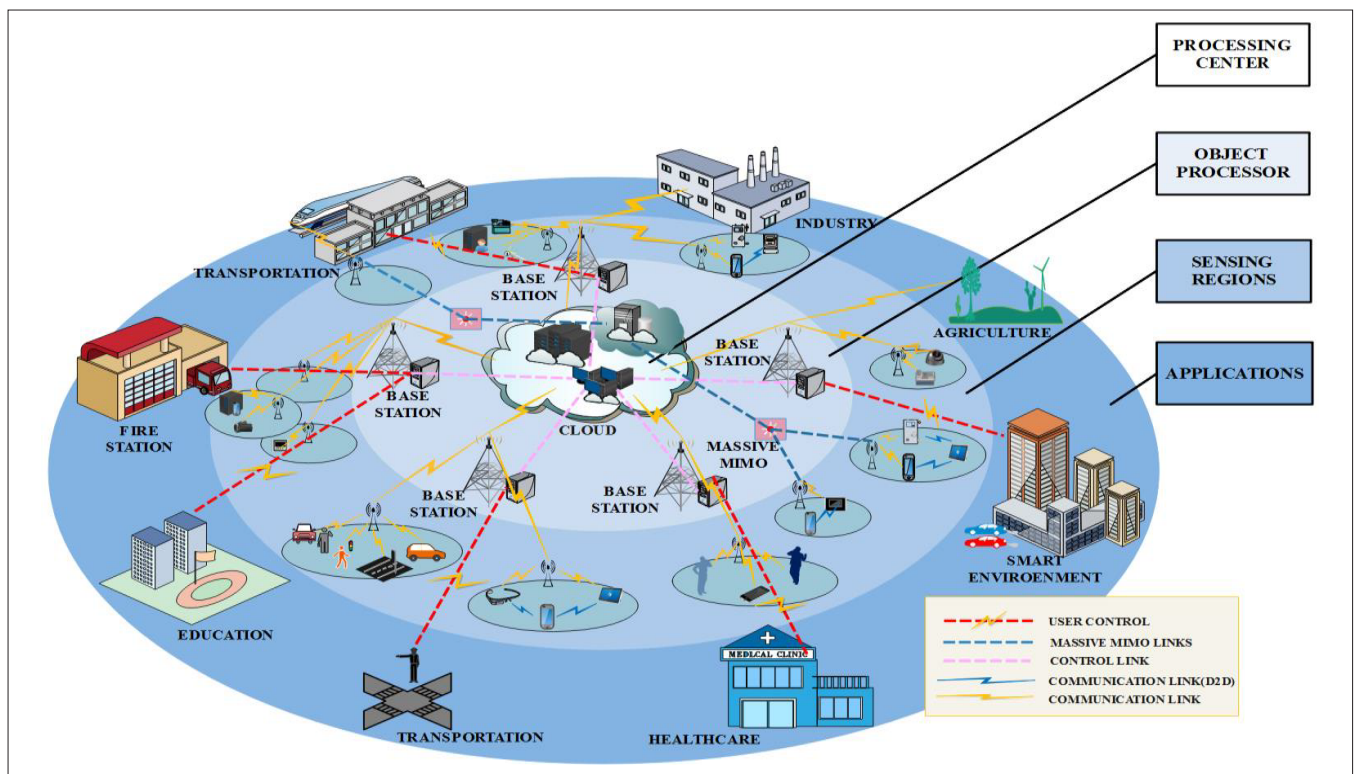 PROCESSING
CENTER
OBJECT
PROCESSOR
SENSING
REGIONS
APPLICATIONS
INDUSTRY
TRANSPORTATION
BASE
STATION
AGRICULTURE
BASE
STATION
BASE
STATION
FIRE
STATION
CLOUD
MASSIVE
MIMO
BASE
STATION
BASE
STATION
SMART
ENVIROENMENT
EDUCATION
MEDLCAL CLINIC
TRANSPORTATION
HEALTHCARE
USER CONTROL
MASSIVE MIMO LINKS
CONTROL LINK
COMMUNICATION LINK(D2D)
COMMUNICATION LINK